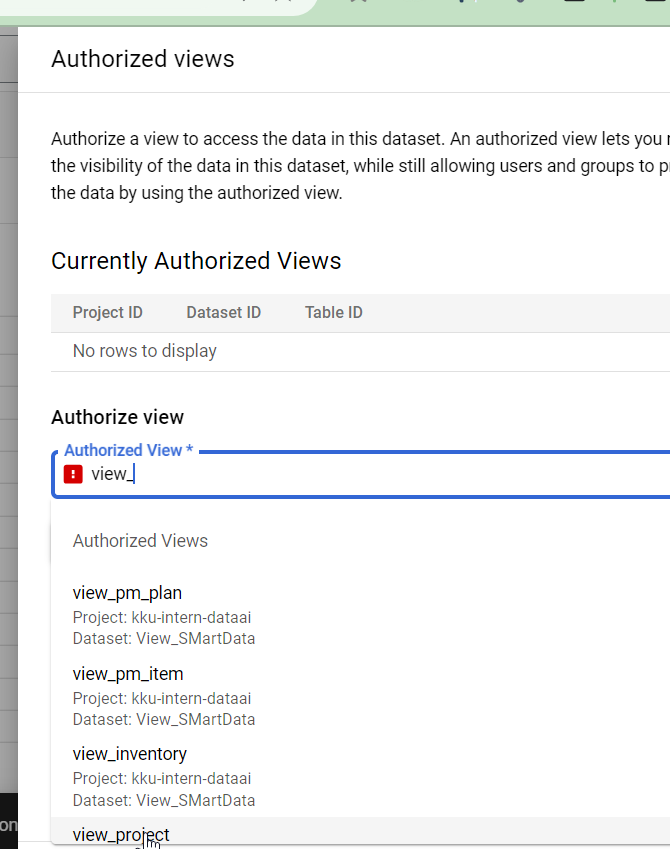 Authorized views
Authorize a view to access the data in this dataset. An authorized view lets you
the visibility of the data in this dataset, while still allowing users and groups to
the data by using the authorized view.
Currently Authorized Views
Project ID Dataset ID Table ID
No rows to display
Authorize view
Authorized View *
view_
Authorized Views
view_pm_plan
Project: kku-intern-dataai
Dataset: View_SMartData
view_pm_item
Project: kku-intern-dataai
Dataset: View_SMartData
view_inventory
Project: kku-intern-dataai
Dataset: View_SMartData
on
view_project